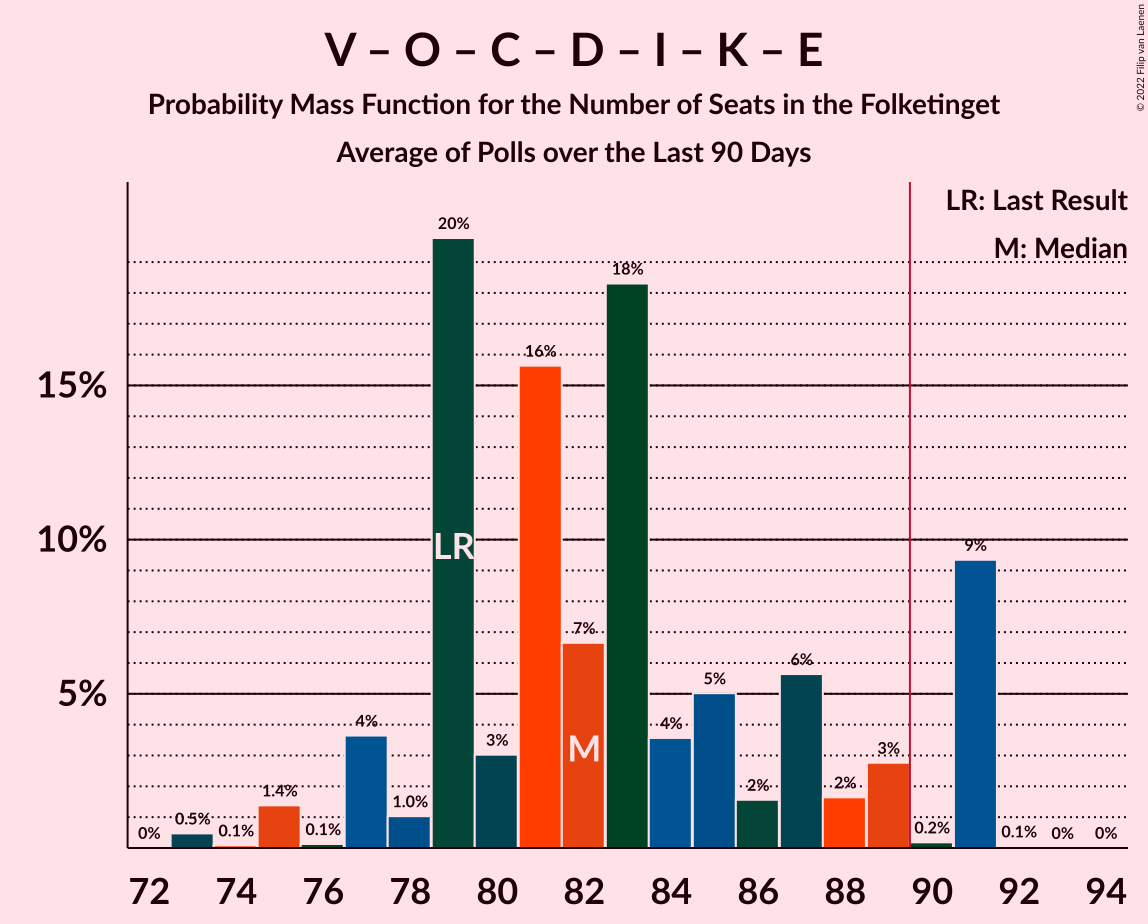 V – O – C – D – I – K – E
Probability Mass Function for the Number of Seats in the Folketinget
Average of Polls over the Last 90 Days
© 2022 Filip van Laenen
LR: Last Result
M: Median
15%
10%
5%
0%
0.5%
0.1%
1.4%
0.1%
4%
1.0%
20%
3%
16%
7%
18%
4%
5%
2%
6%
2%
3%
0.2%
9%
0.1%
0%
0%
LR
M
72 74 76 78 80 82 84 86 88 90 92 94